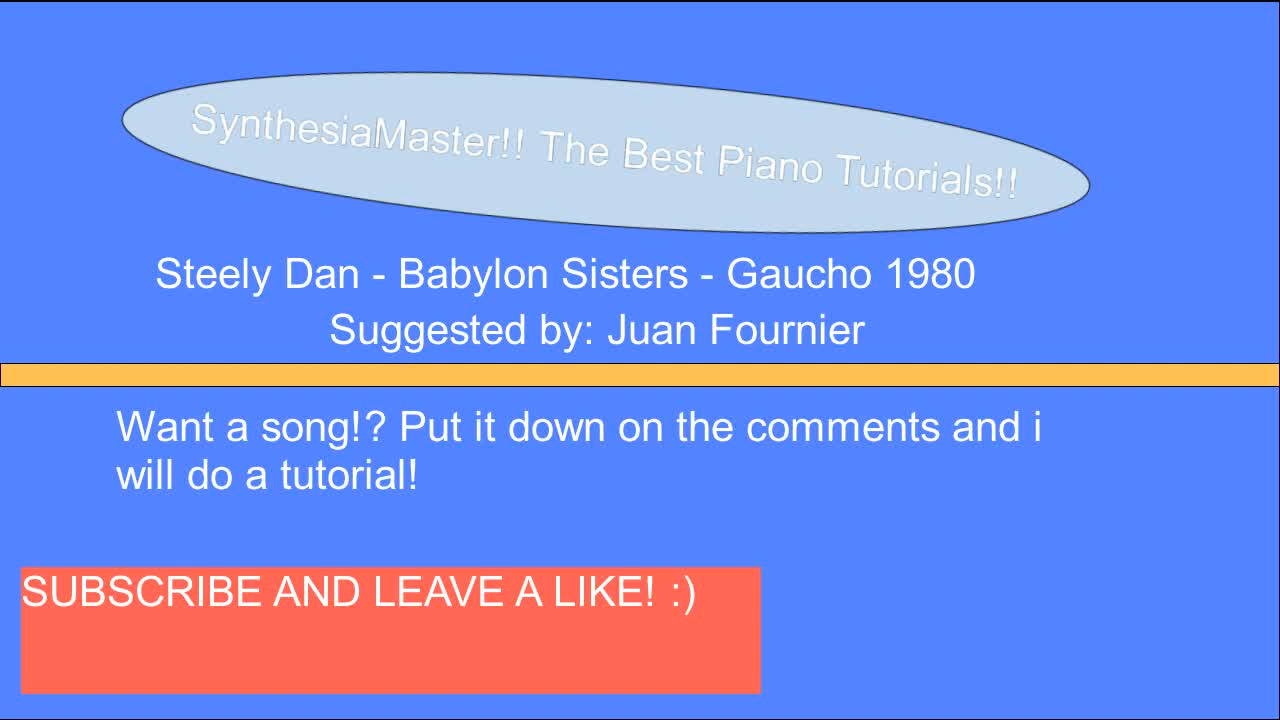 SynthesiaMaster!! The Best Piano Tutorials!!
Steely Dan - Babylon Sisters - Gaucho 1980
Suggested by: Juan Fournier
Want a song!? Put it down on the comments and i
will do a tutorial!
SUBSCRIBE AND LEAVE A LIKE! :)